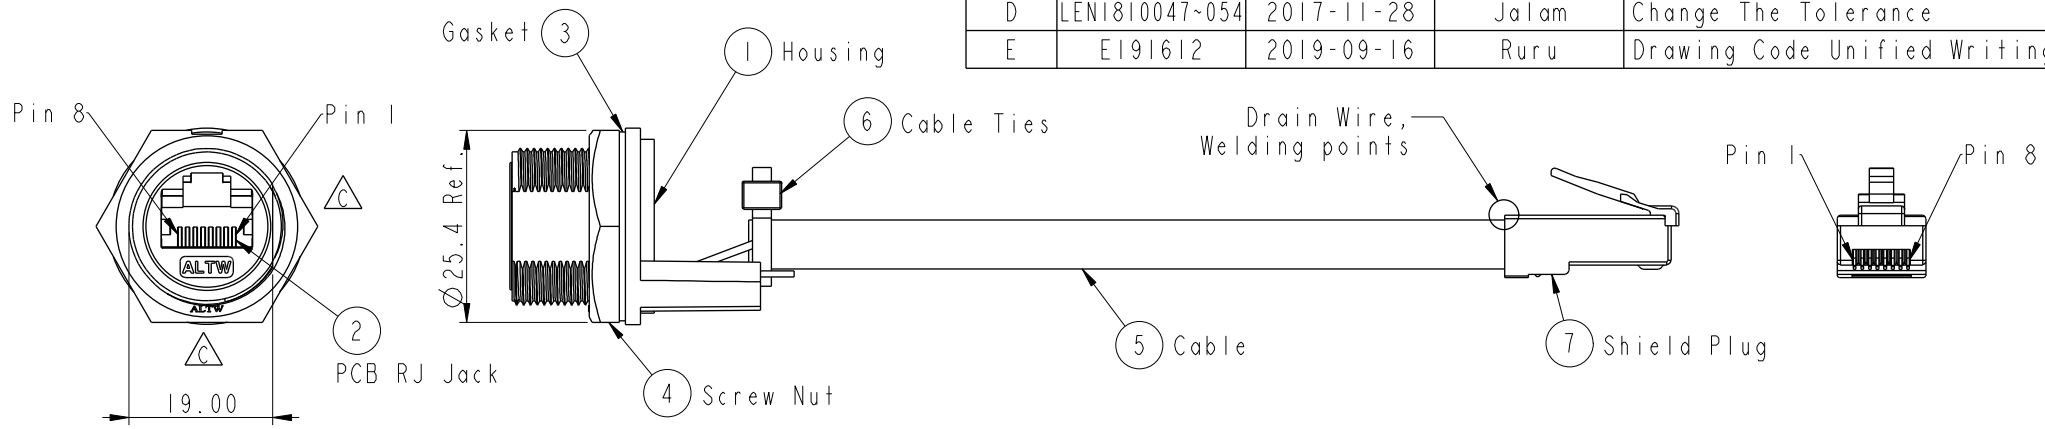 D LEN1810047~054 2017-11-28 Jalam Change The Tolerance
E E191612 2019-09-16 Ruru Drawing Code Unified Writing
Gasket 3
1 Housing
Pin 8
Pin 1
6 Cable Ties
Drain Wire,
Welding points
Pin 1
Pin 8
C
Ø25.4 Ref.
ALTW
ALTW
C
2
PCB RJ Jack
19.00
4 Screw Nut
5 Cable
7 Shield Plug